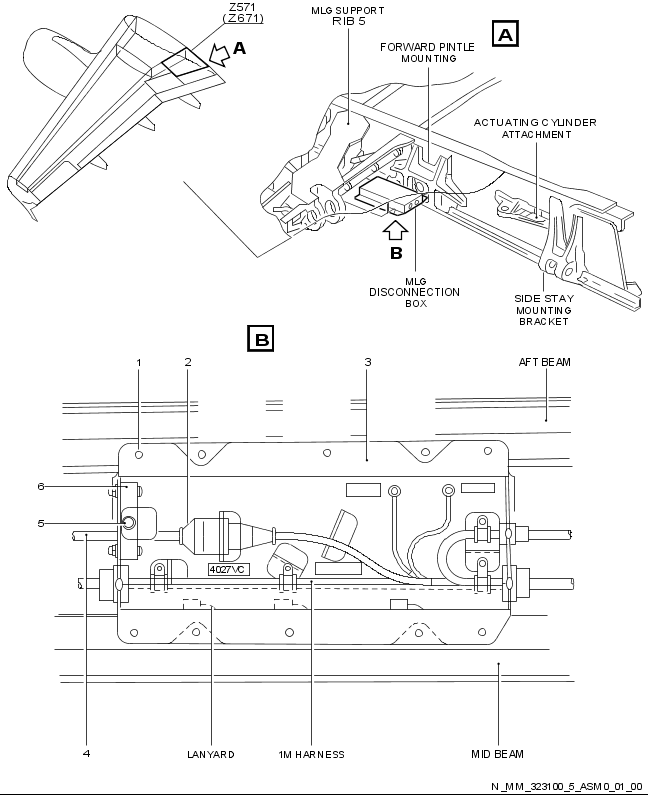 Z571
(Z671)
A
MLG SUPPORT
RIB 5
A
FORWARD PINTLE
MOUNTING
ACTUATING CYLINDER
ATTACHMENT
B
MLG
DISCONNECTION
BOX
SIDE STAY
MOUNTING
BRACKET
B
1
2
3
AFT BEAM
6
5
4027VC
4
LANYARD
1M HARNESS
MID BEAM
N_MM_323100_5_ASM0_01_00